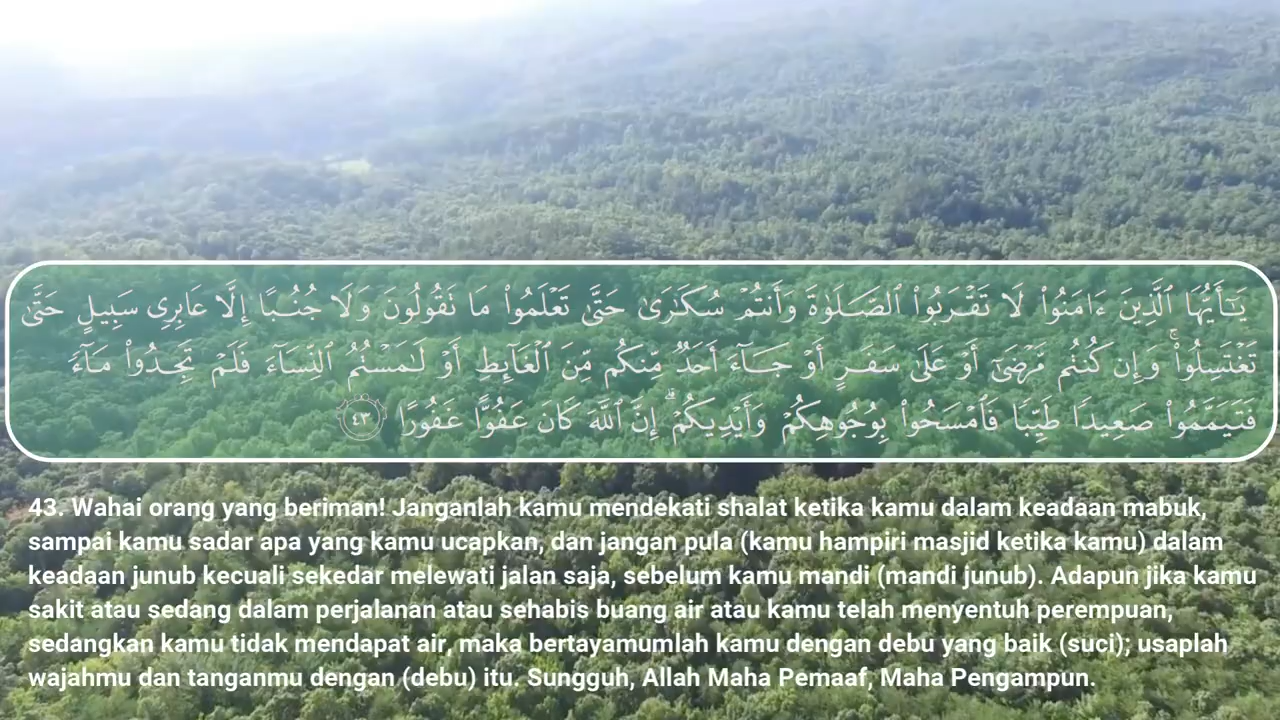 يَـٰٓأَيُّهَا ٱلَّذِينَ ءَامَنُوا۟ لَا تَقْرَبُوا۟ ٱلصَّلَوٰةَ وَأَنتُمْ سُكَـٰرَىٰ حَتَّىٰ تَعْلَمُوا۟ مَا تَقُولُونَ وَلَا جُنُبًا إِلَّا عَابِرِى سَبِيلٍ حَتَّىٰ
تَغْتَسِلُوا۟ ۚ وَإِن كُنتُم مَّرْضَىٰٓ أَوْ عَلَىٰ سَفَرٍ أَوْ جَآءَ أَحَدٌ مِّنكُم مِّنَ ٱلْغَآئِطِ أَوْ لَـٰمَسْتُمُ ٱلنِّسَآءَ فَلَمْ تَجِدُوا۟ مَآءً
فَتَيَمَّمُوا۟ صَعِيدًا طَيِّبًا فَٱمْسَحُوا۟ بِوُجُوهِكُمْ وَأَيْدِيكُمْ ۗ إِنَّ ٱللَّهَ كَانَ عَفُوًّا غَفُورًا ٤٣
43. Wahai orang yang beriman! Janganlah kamu mendekati shalat ketika kamu dalam keadaan mabuk,
sampai kamu sadar apa yang kamu ucapkan, dan jangan pula (kamu hampiri masjid ketika kamu) dalam
keadaan junub kecuali sekedar melewati jalan saja, sebelum kamu mandi (mandi junub). Adapun jika kamu
sakit atau sedang dalam perjalanan atau sehabis buang air atau kamu telah menyentuh perempuan,
sedangkan kamu tidak mendapat air, maka bertayamumlah kamu dengan debu yang baik (suci); usaplah
wajahmu dan tanganmu dengan (debu) itu. Sungguh, Allah Maha Pemaaf, Maha Pengampun.